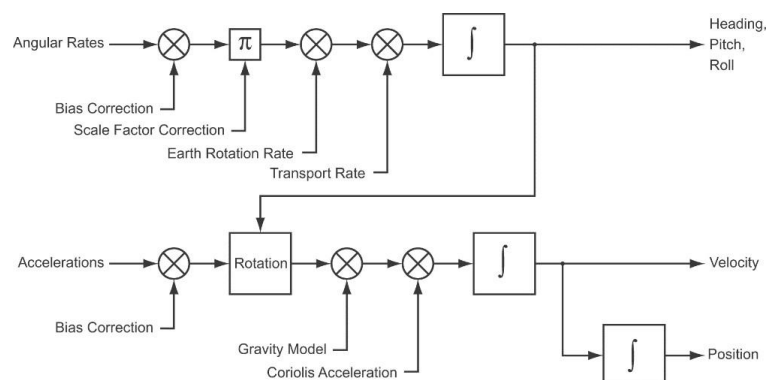 Heading,
Angular Rates
π
∫
Pitch,
Roll
Bias Correction
Scale Factor Correction
Earth Rotation Rate
Transport Rate
Accelerations
Rotation
∫
Velocity
Bias Correction
Gravity Model
Coriolis Acceleration
∫
Position